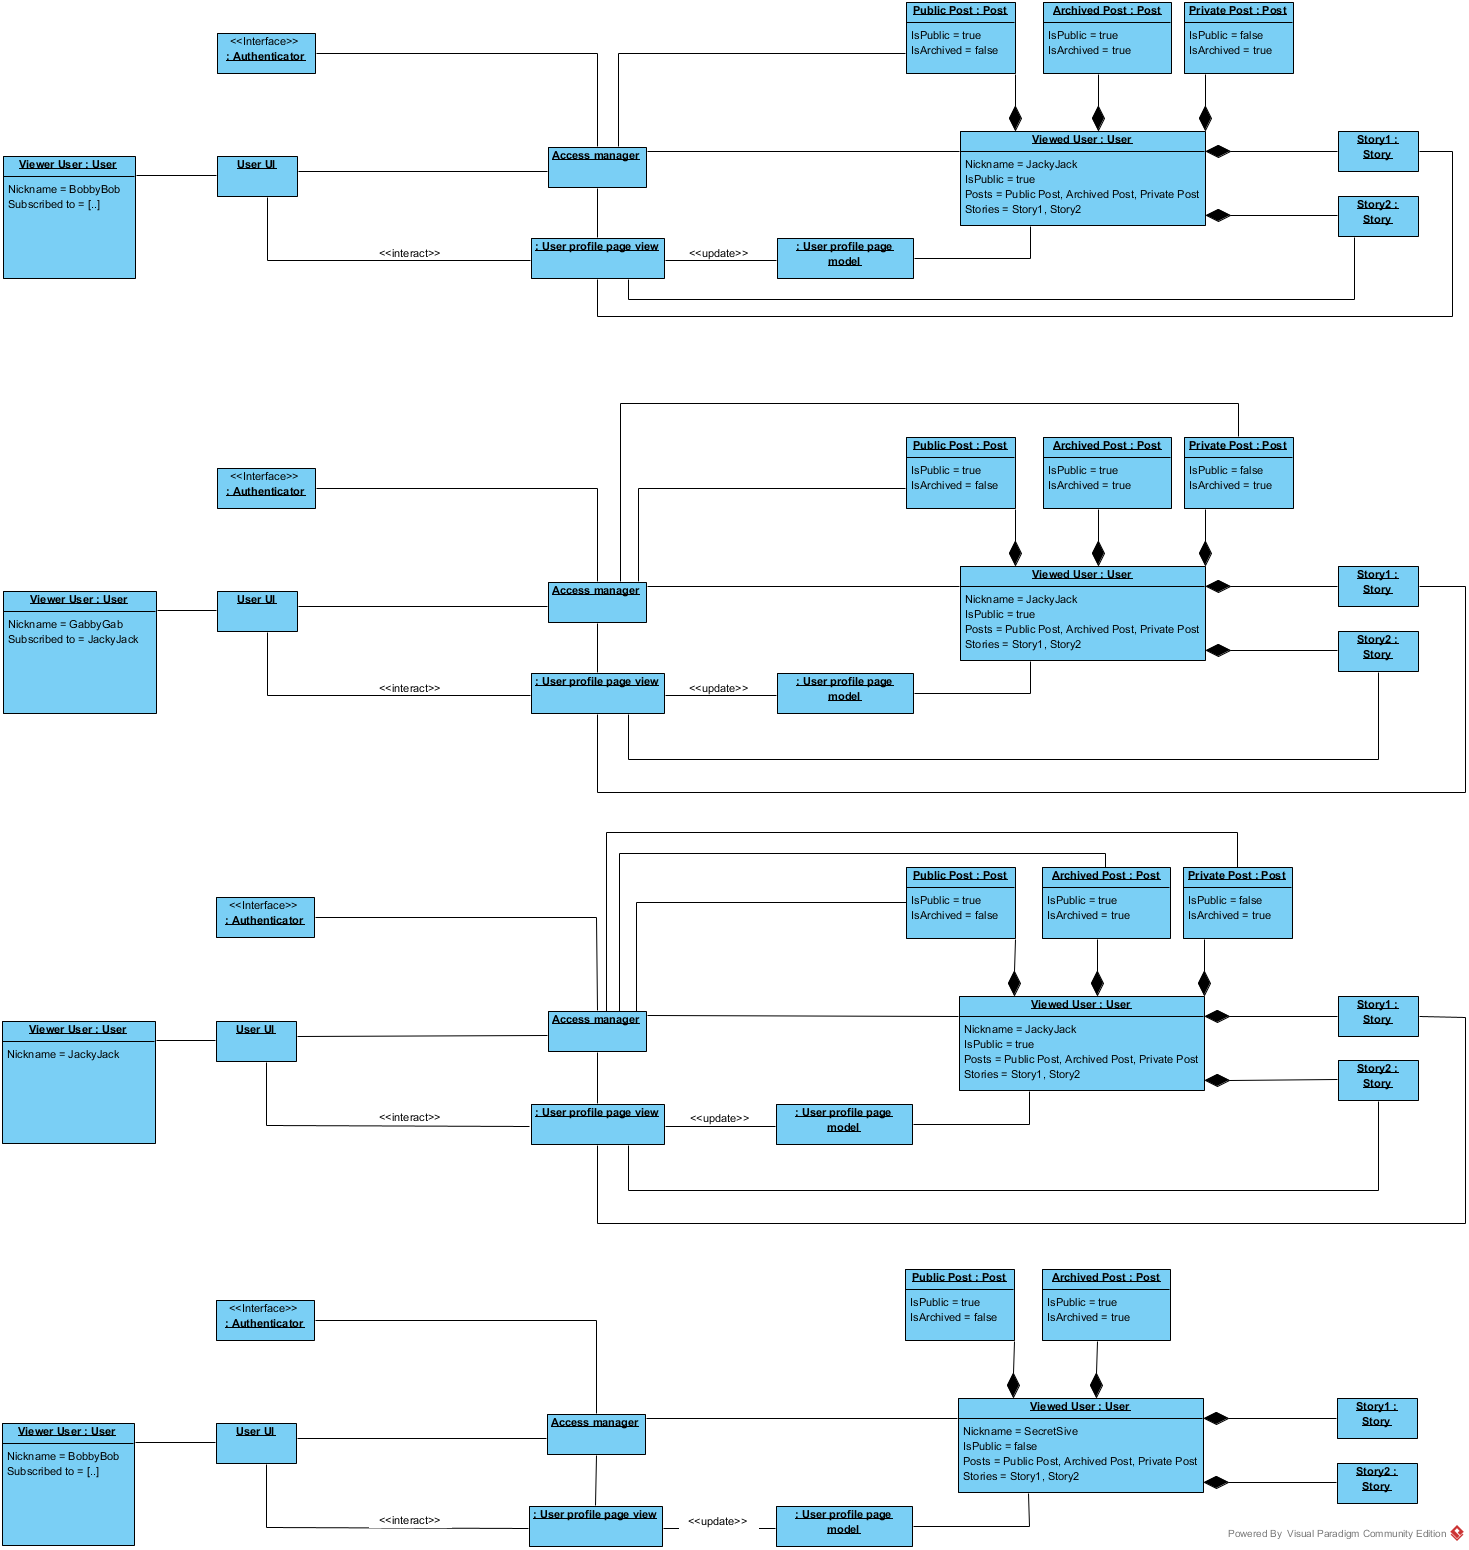 Public Post : Post
IsPublic = true
IsArchived = false
Archived Post : Post
IsPublic = true
IsArchived = true
Private Post : Post
IsPublic = false
IsArchived = true
<<Interface>>
: Authenticator
Viewer User : User
Nickname = BobbyBob
Subscribed to = [..]
User UI
Access manager
Viewed User : User
Nickname = JackyJack
IsPublic = true
Posts = Public Post, Archived Post, Private Post
Stories = Story1, Story2
Story1 :
Story
Story2 :
Story
<<interact>>
: User profile page view
<<update>>
: User profile page
model
Public Post : Post
IsPublic = true
IsArchived = false
Archived Post : Post
IsPublic = true
IsArchived = true
Private Post : Post
IsPublic = false
IsArchived = true
<<Interface>>
: Authenticator
Viewer User : User
Nickname = GabbyGab
Subscribed to = JackyJack
User UI
Access manager
Viewed User : User
Nickname = JackyJack
IsPublic = true
Posts = Public Post, Archived Post, Private Post
Stories = Story1, Story2
Story1 :
Story
Story2 :
Story
<<interact>>
: User profile page view
<<update>>
: User profile page
model
Public Post : Post
IsPublic = true
IsArchived = false
Archived Post : Post
IsPublic = true
IsArchived = true
Private Post : Post
IsPublic = false
IsArchived = true
<<Interface>>
: Authenticator
Viewer User : User
Nickname = JackyJack
User UI
Access manager
Viewed User : User
Nickname = JackyJack
IsPublic = true
Posts = Public Post, Archived Post, Private Post
Stories = Story1, Story2
Story1 :
Story
Story2 :
Story
<<interact>>
: User profile page view
<<update>>
: User profile page
model
Public Post : Post
IsPublic = true
IsArchived = false
Archived Post : Post
IsPublic = true
IsArchived = true
<<Interface>>
: Authenticator
Viewer User : User
Nickname = BobbyBob
Subscribed to = [..]
User UI
Access manager
Viewed User : User
Nickname = SecretSive
IsPublic = false
Posts = Public Post, Archived Post, Private Post
Stories = Story1, Story2
Story1 :
Story
Story2 :
Story
<<interact>>
: User profile page view
<<update>>
: User profile page
model
Powered By Visual Paradigm Community Edition